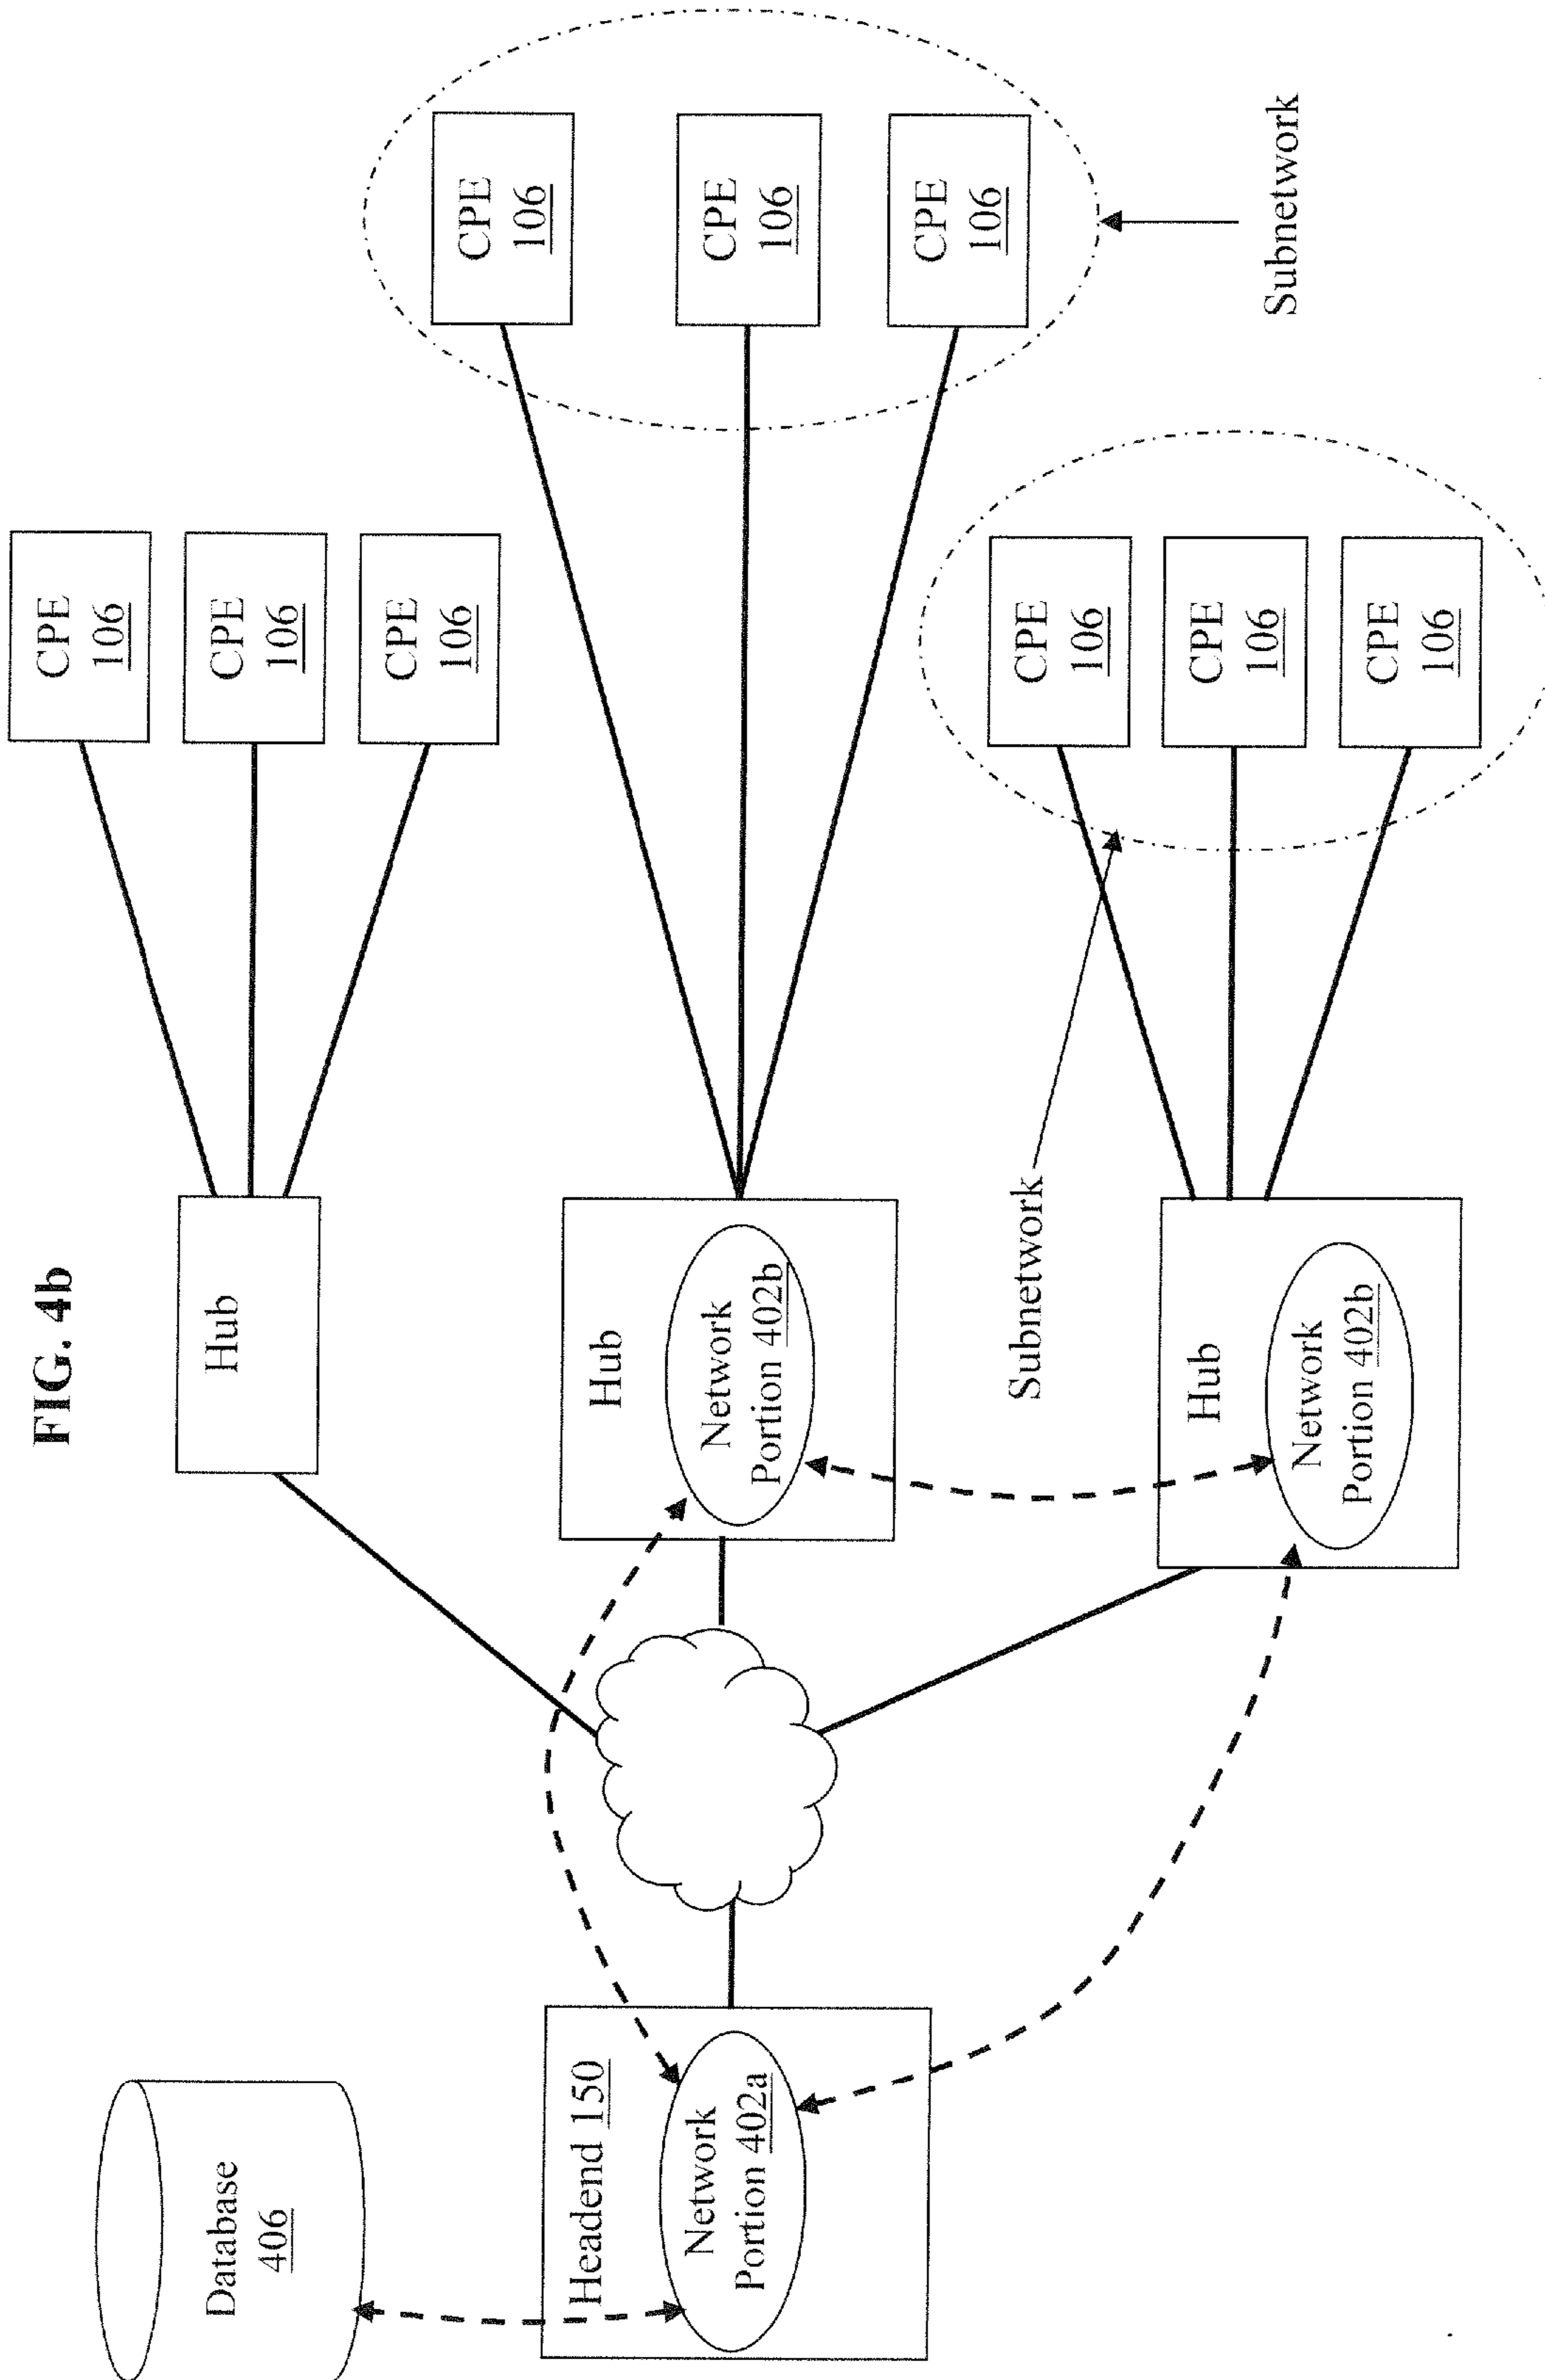 FIG. 4b
Database
406
Headend 150
Network
Portion 402a
Hub
CPE
106
CPE
106
CPE
106
Hub
Network
Portion 402b
CPE
106
CPE
106
CPE
106
Subnetwork
Subnetwork
Hub
Network
Portion 402b
CPE
106
CPE
106
CPE
106